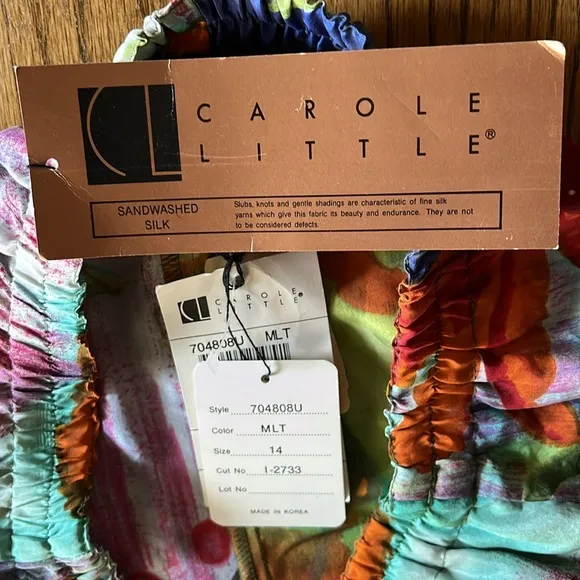 CL CAROLE
LITTLE®
SANDWASHED
SILK
Slubs, knots and gentle shadings are characteristic of fine silk
yarns which give this fabric its beauty and endurance. They are not
to be considered defects.
CL CAROLE
LITTLE
704808U MLT
Style 704808U
Color MLT
Size 14
Cut No I-2733
Lot No
MADE IN KOREA